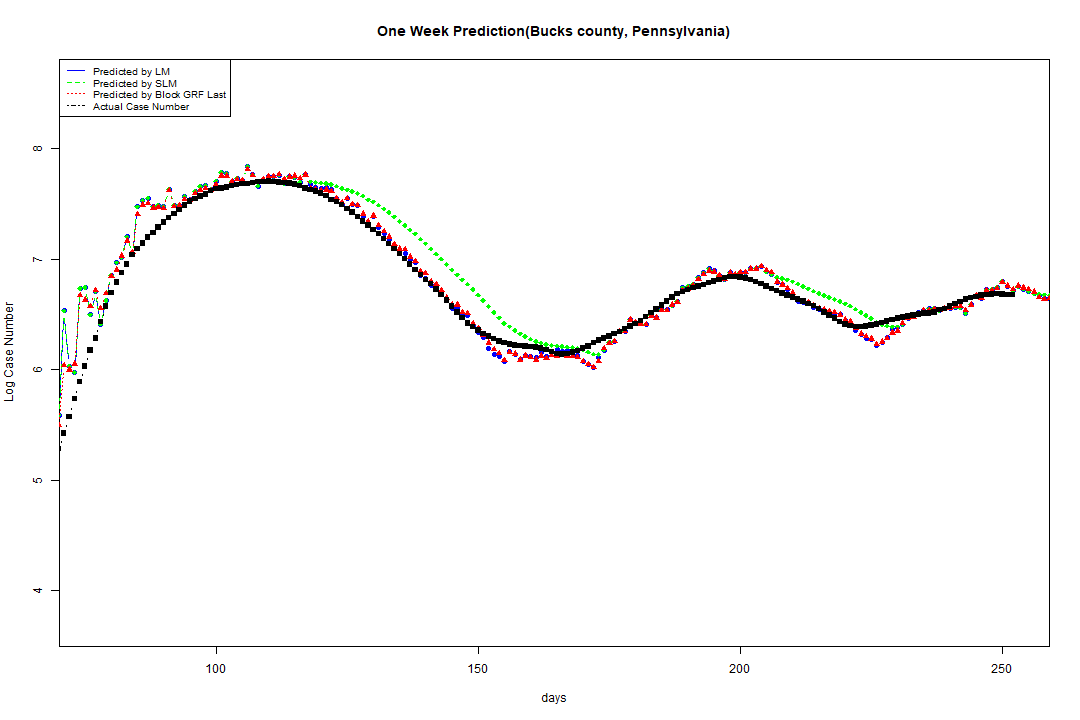 One Week Prediction(Bucks county, Pennsylvania)
Predicted by LM
Predicted by SLM
Predicted by Block GRF Last
Actual Case Number
8
7
6
5
4
Log Case Number
100 150 200 250
days